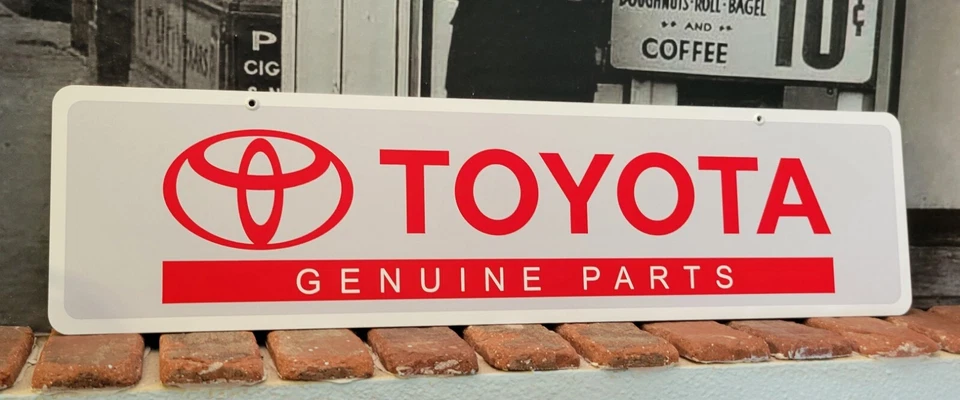 DOUGHNUTS·ROLL·BAGEL
AND
COFFEE
10¢
P
CIG
TOYOTA
GENUINE PARTS